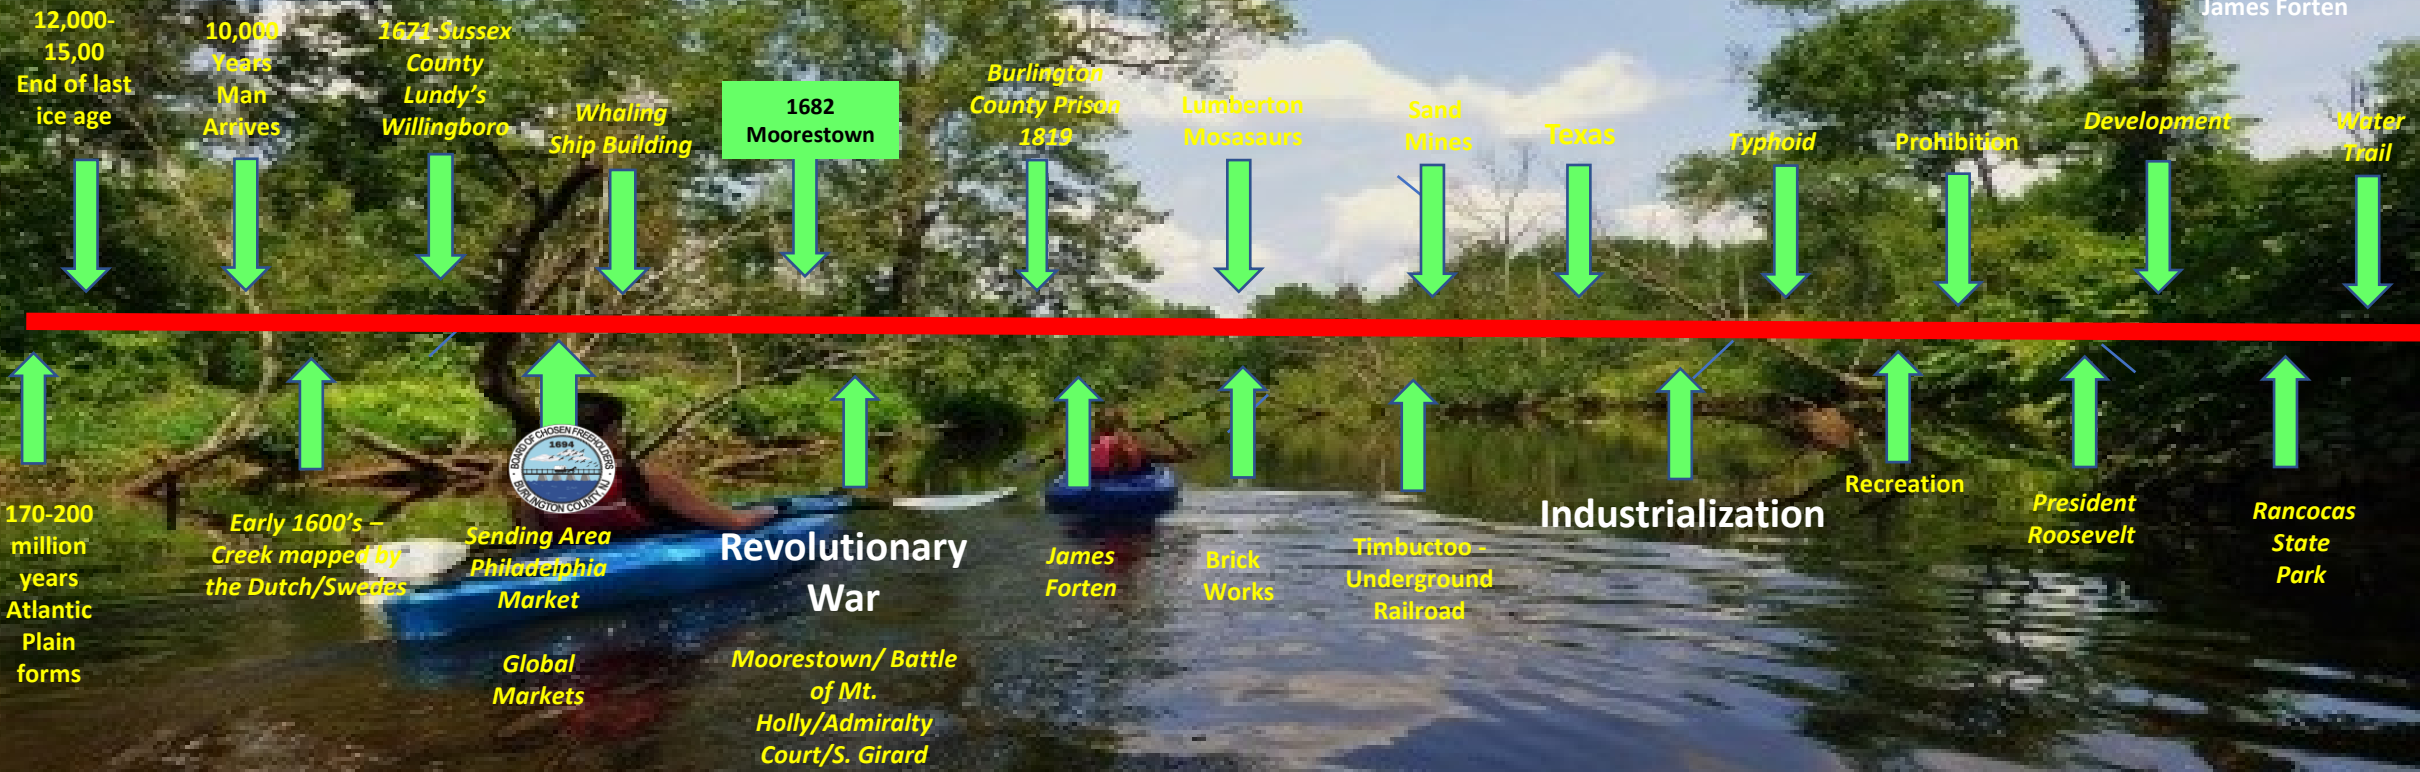 James Forten
12,000-
15,00
End of last
ice age
10,000
Years
Man
Arrives
1671-Sussex
County
Lundy's
Willingboro
Whaling
Ship Building
1682
Moorestown
Burlington
County Prison
1819
Lumberton
Mosasaurs
Sand
Mines
Texas
Typhoid
Prohibition
Development
Water
Trail
170-200
million
years
Atlantic
Plain
forms
Early 1600's –
Creek mapped by
the Dutch/Swedes
BOARD OF CHOSEN FREEHOLDERS
1694
BURLINGTON COUNTY, NJ
Sending Area
Philadelphia
Market
Global
Markets
Revolutionary
War
Moorestown/ Battle
of Mt.
Holly/Admiralty
Court/S. Girard
James
Forten
Brick
Works
Timbuctoo -
Underground
Railroad
Industrialization
Recreation
President
Roosevelt
Rancocas
State
Park